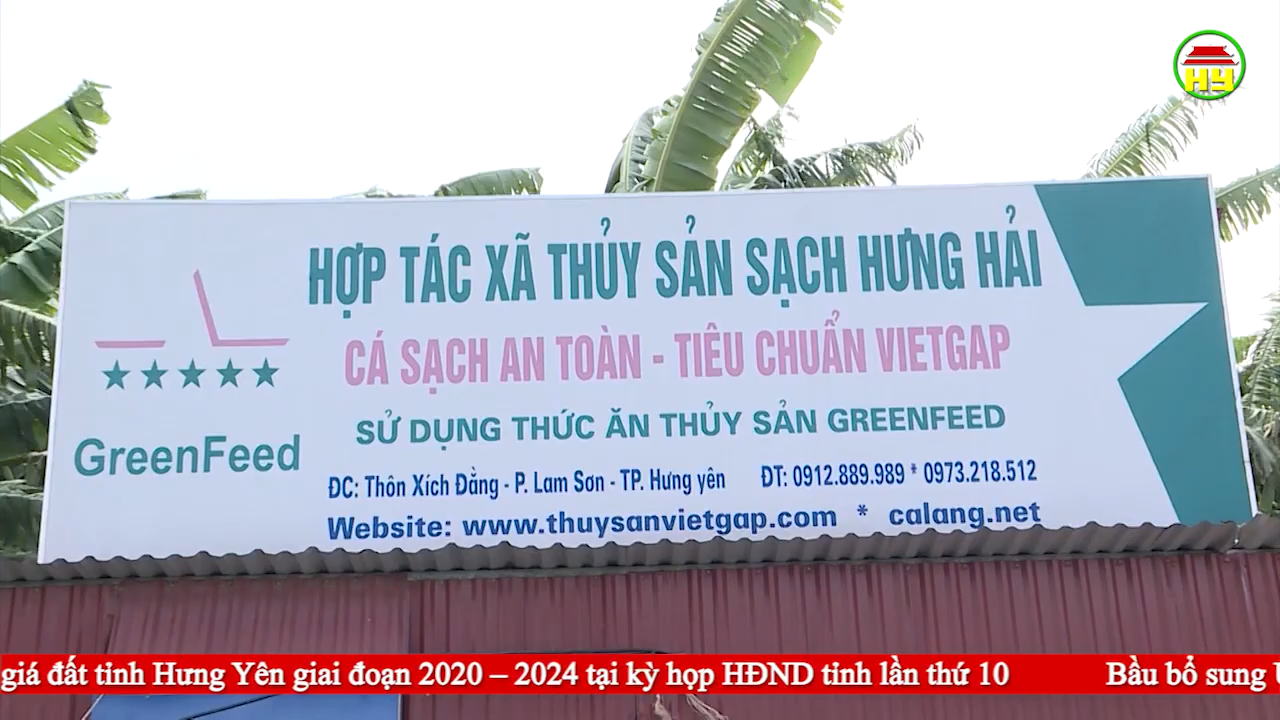 HY
HỢP TÁC XÃ THỦY SẢN SẠCH HƯNG HẢI
CÁ SẠCH AN TOÀN - TIÊU CHUẨN VIETGAP
SỬ DỤNG THỨC ĂN THỦY SẢN GREENFEED
GreenFeed
ĐC: Thôn Xích Đằng - P. Lam Sơn - TP. Hưng yên ĐT: 0912.889.989 * 0973.218.512
Website: www.thuysanvietgap.com * calang.net
giá đất tỉnh Hưng Yên giai đoạn 2020 – 2024 tại kỳ họp HĐND tỉnh lần thứ 10 Bầu bổ sung